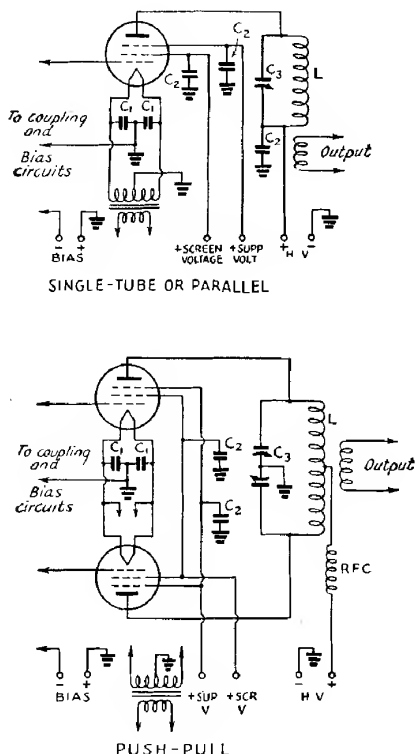 C2
C2
C3
L
C1 C1
To coupling
and
Bias
circuits
C2
Output
- +
BIAS
+SCREEN
VOLTAGE
+SUPP
VOLT
+ -
H V
SINGLE-TUBE OR PARALLEL
L
To coupling
and
Bias
circuits
C1 C1
C2
C3
Output
C2
RFC
- +
BIAS
+SUP
V
+SCR
V
- +
H V
PUSH-PULL